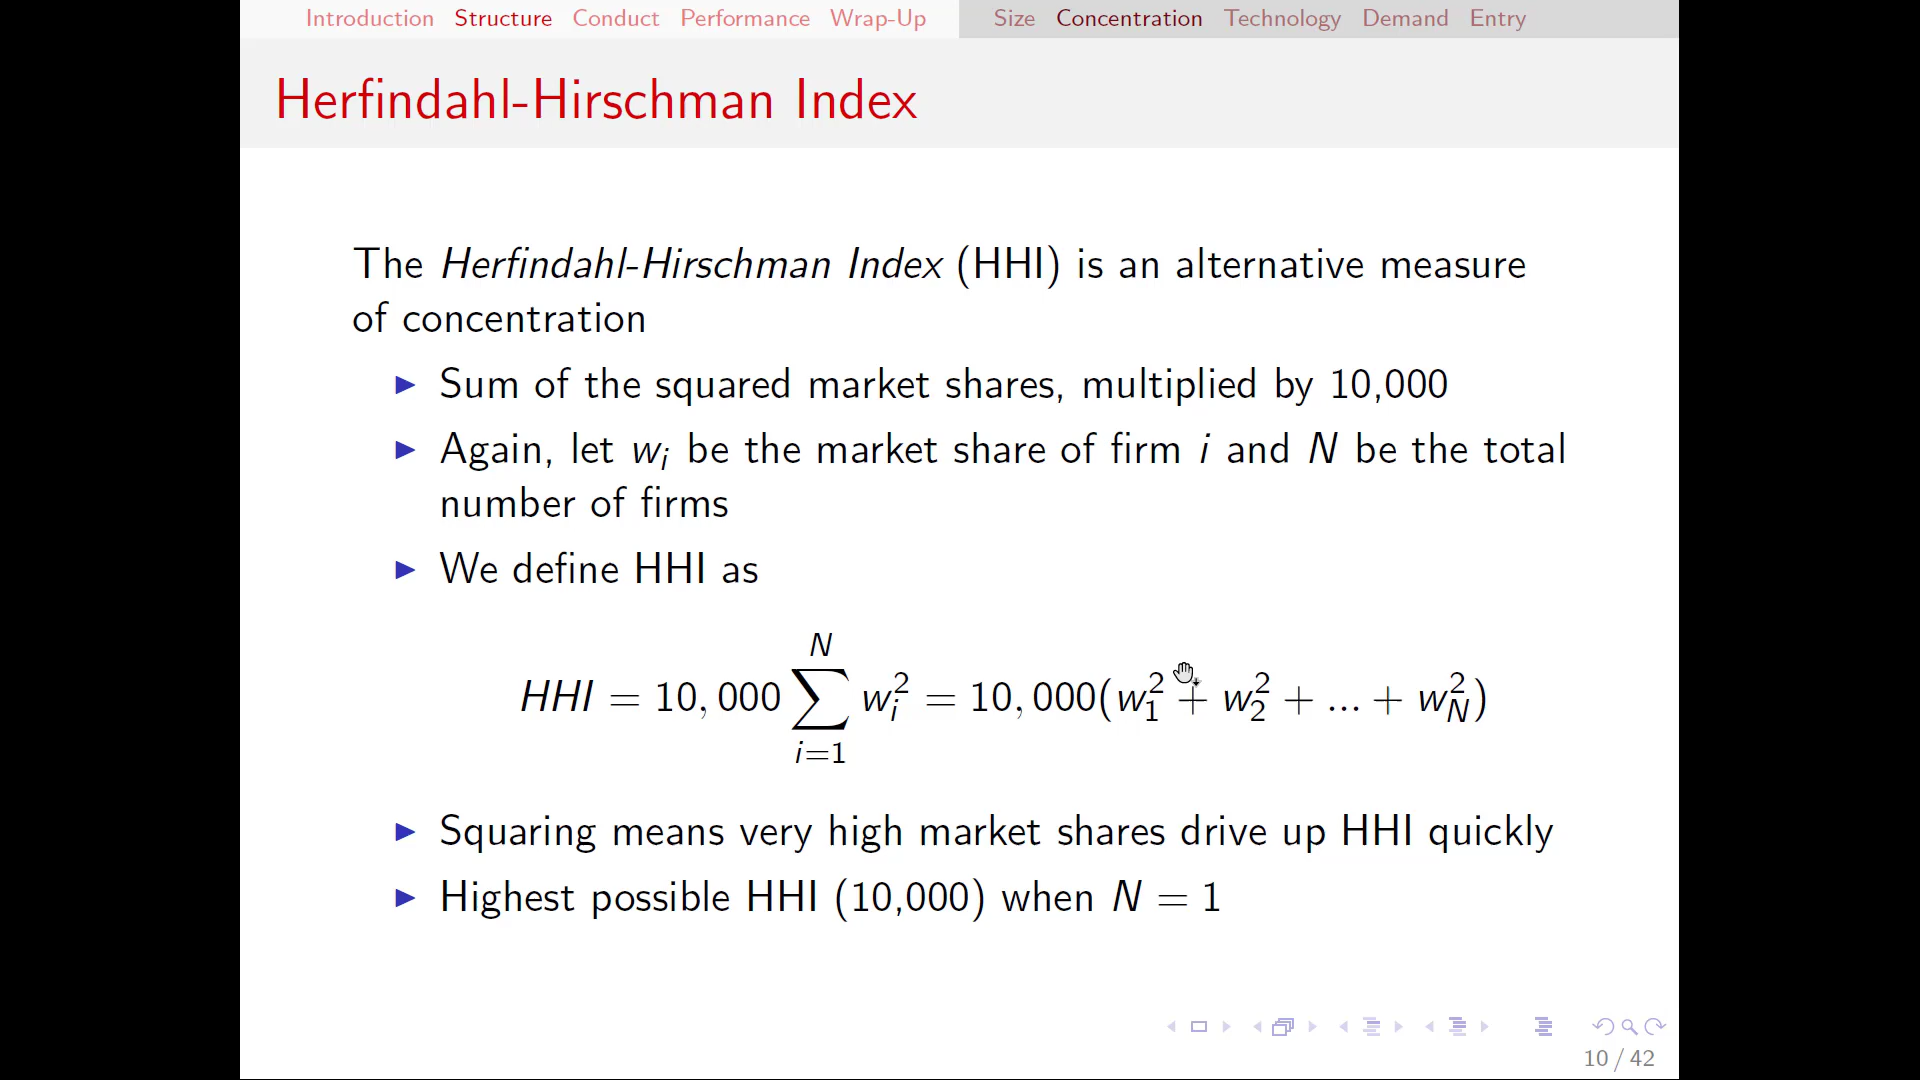 Introduction Structure Conduct Performance Wrap-Up Size Concentration Technology Demand Entry
Herfindahl-Hirschman Index
The Herfindahl-Hirschman Index (HHI) is an alternative measure
of concentration
▶ Sum of the squared market shares, multiplied by 10,000
▶ Again, let w_i be the market share of firm i and N be the total
number of firms
▶ We define HHI as
HHI = 10,000 \sum_{i=1}^{N} w_i^2 = 10,000(w_1^2 + w_2^2 + ... + w_N^2)
▶ Squaring means very high market shares drive up HHI quickly
▶ Highest possible HHI (10,000) when N = 1
10 / 42